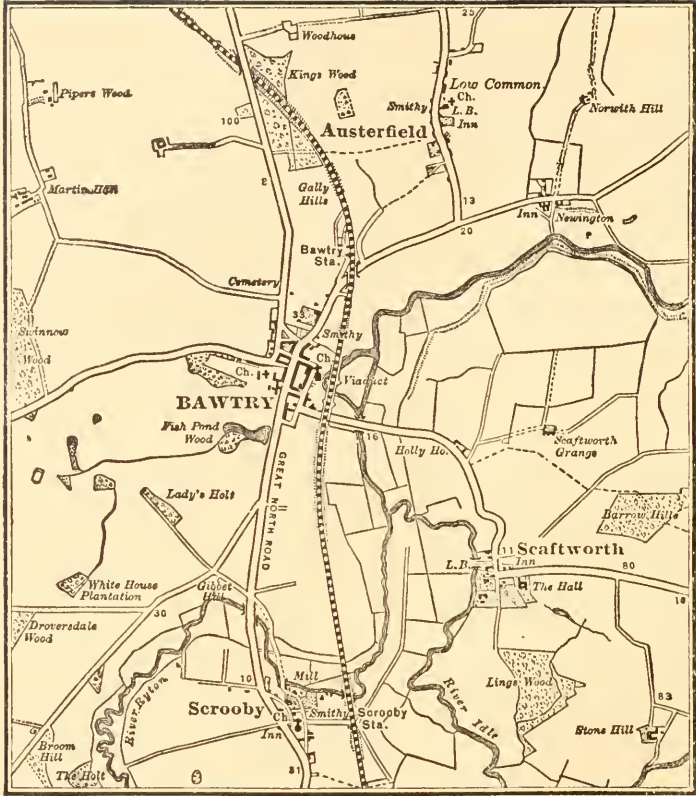 25
Woodhous
Kings Wood
Low Common.
Pipers Wood
Ch.
Smithy
L.B.
Norwith Hill
Inn
Austerfield
100
Martin Hall
Gally
Hills
8
13
Inn
Newington
20
Bawtry
Sta.
Cemetery
33
Swinnow
Wood
Smithy
Ch.
Ch.
Viaduct
BAWTRY
Fish Pond
Wood
16
Holly Ho.
Scaftworth
Grange
GREAT NORTH ROAD
Lady's Holt
Barrow Hills
11
Scaftworth
Inn
L.B.
80
White House
Plantation
Gibbet
Hill
The Hall
30
18
Droversdale
Wood
Mill
Lings Wood
10
River Ryton
Scrooby
River Idle
83
Smithy
Scrooby
Sta.
Ch.
Stone Hill
Inn
Broom
Hill
The Holt
31